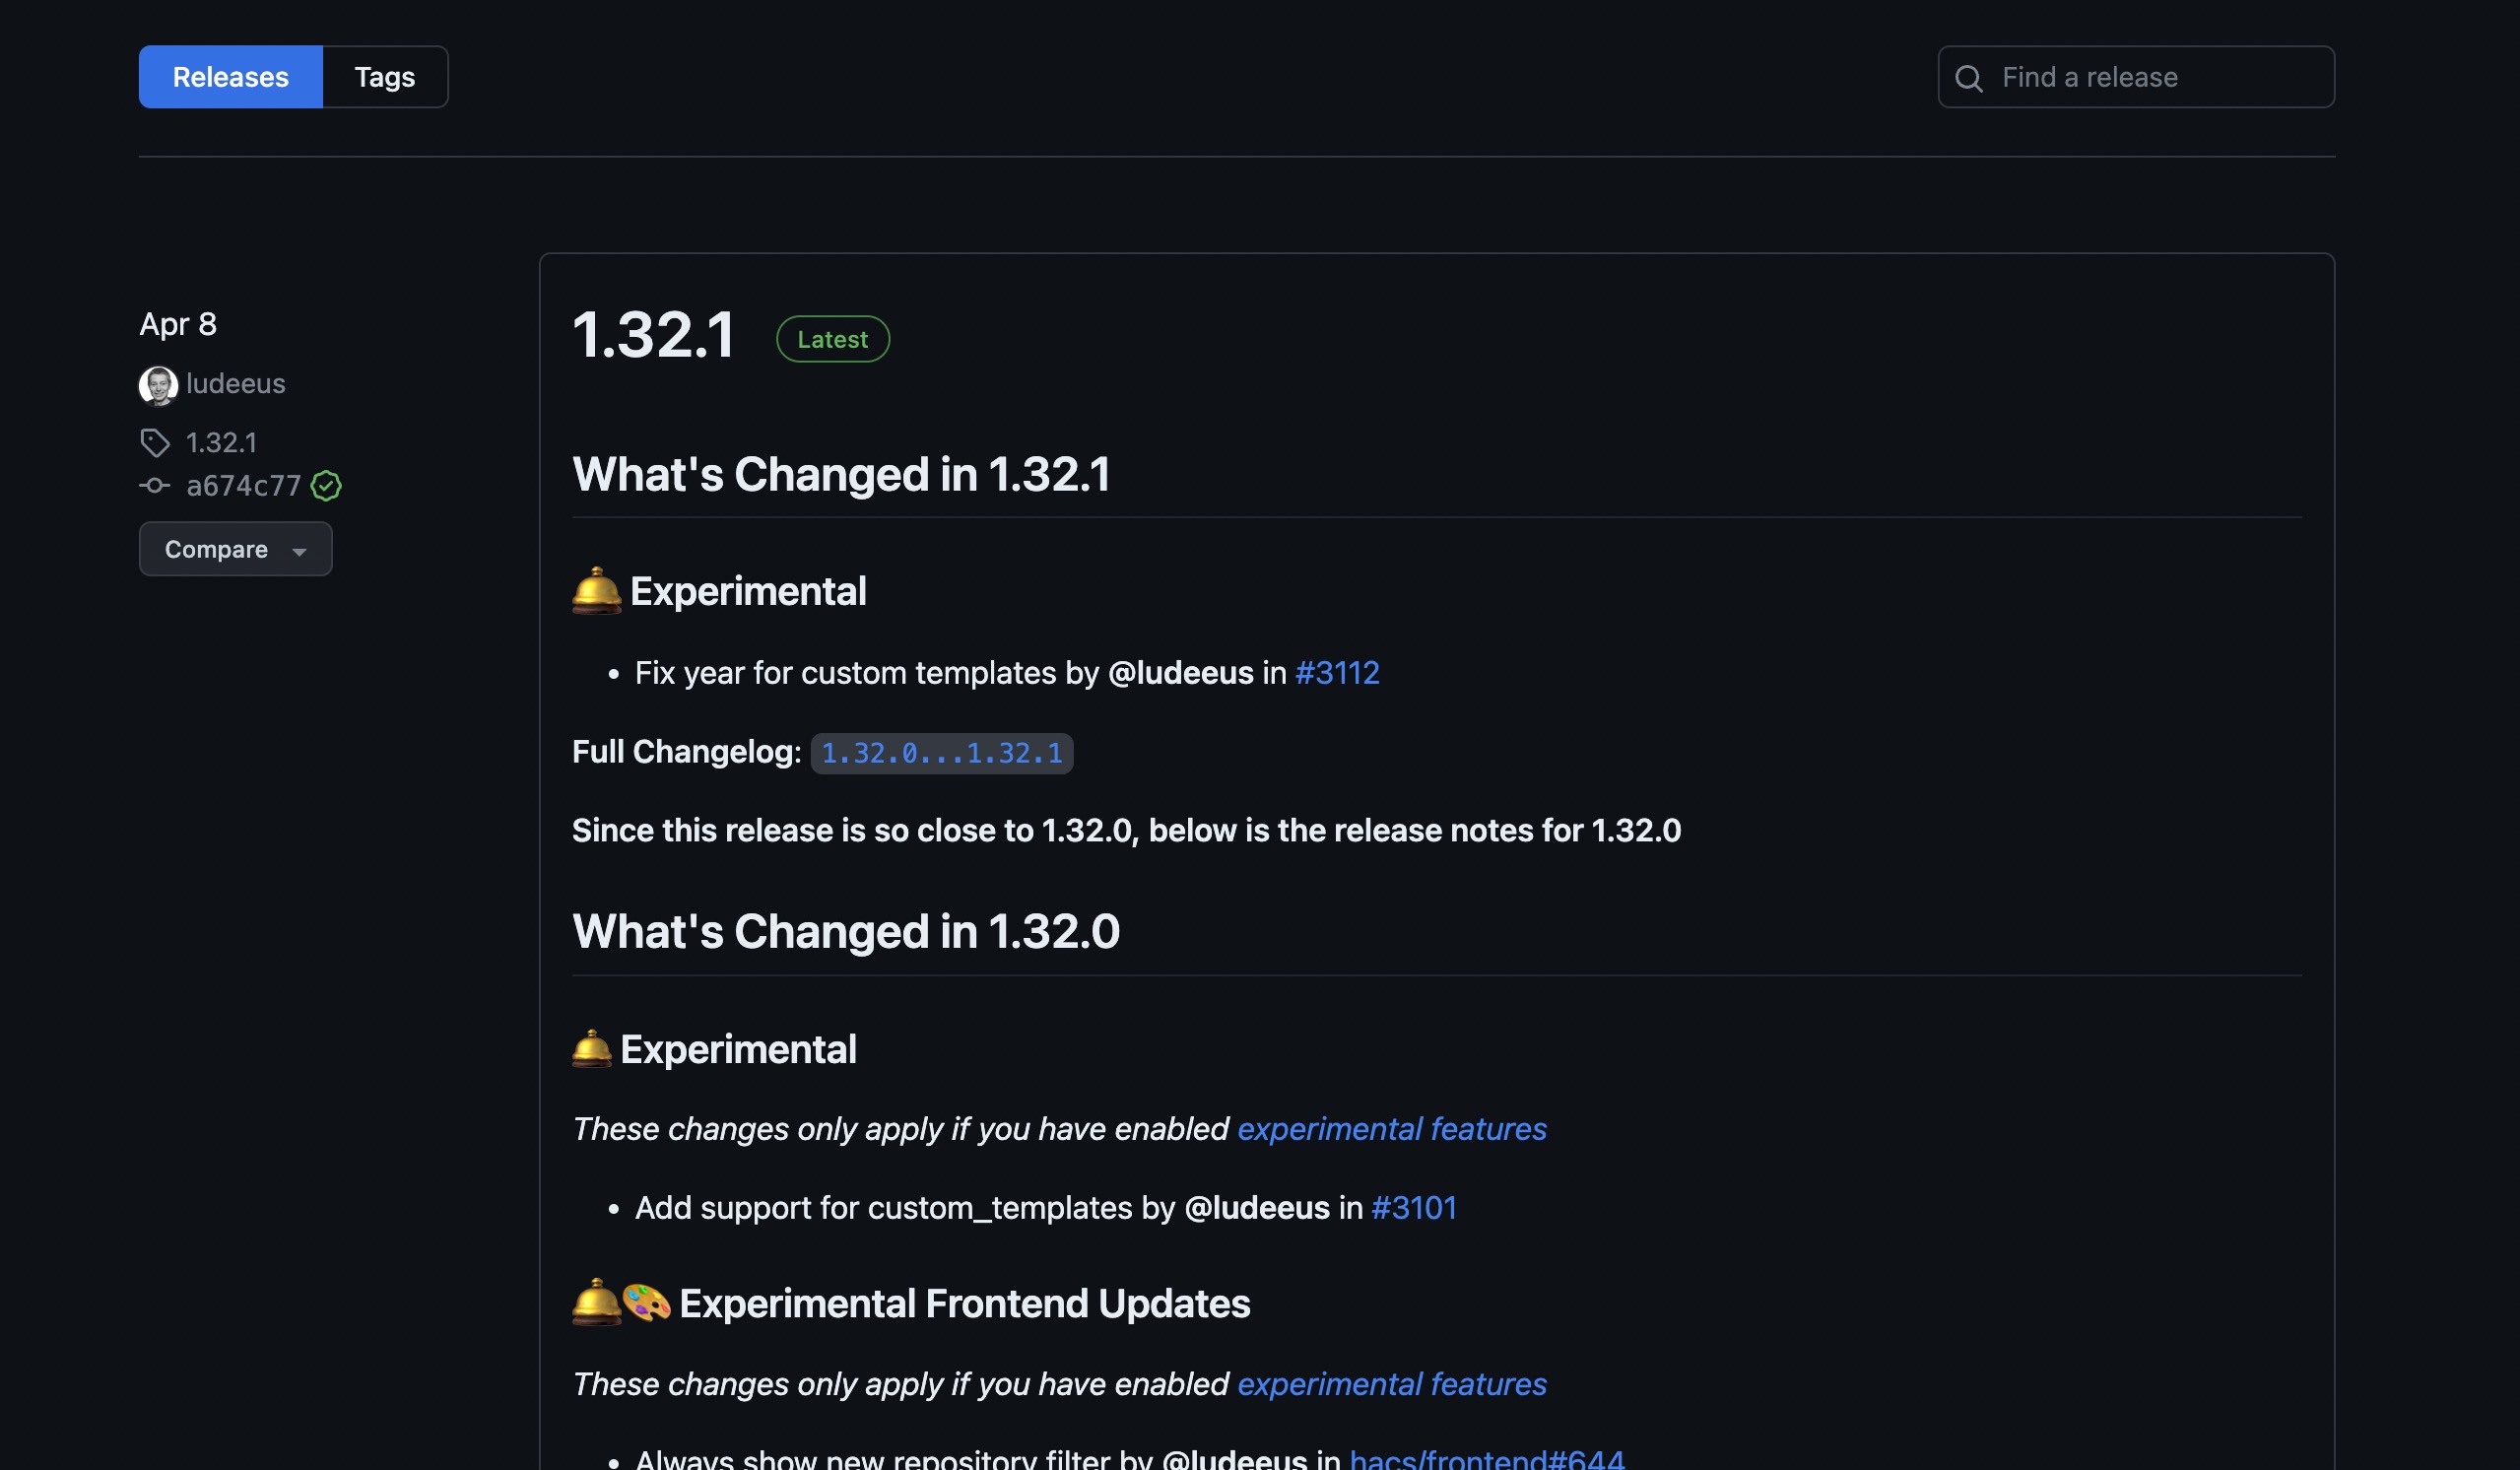 Releases
Tags
Find a release
Apr 8
ludeeus
1.32.1
a674c77
Compare
1.32.1
Latest
What's Changed in 1.32.1
Experimental
Fix year for custom templates by @ludeeus in #3112
Full Changelog: 1.32.0...1.32.1
Since this release is so close to 1.32.0, below is the release notes for 1.32.0
What's Changed in 1.32.0
Experimental
These changes only apply if you have enabled experimental features
Add support for custom_templates by @ludeeus in #3101
Experimental Frontend Updates
These changes only apply if you have enabled experimental features
Always show new repository filter by @ludeeus in hacs/frontend#644